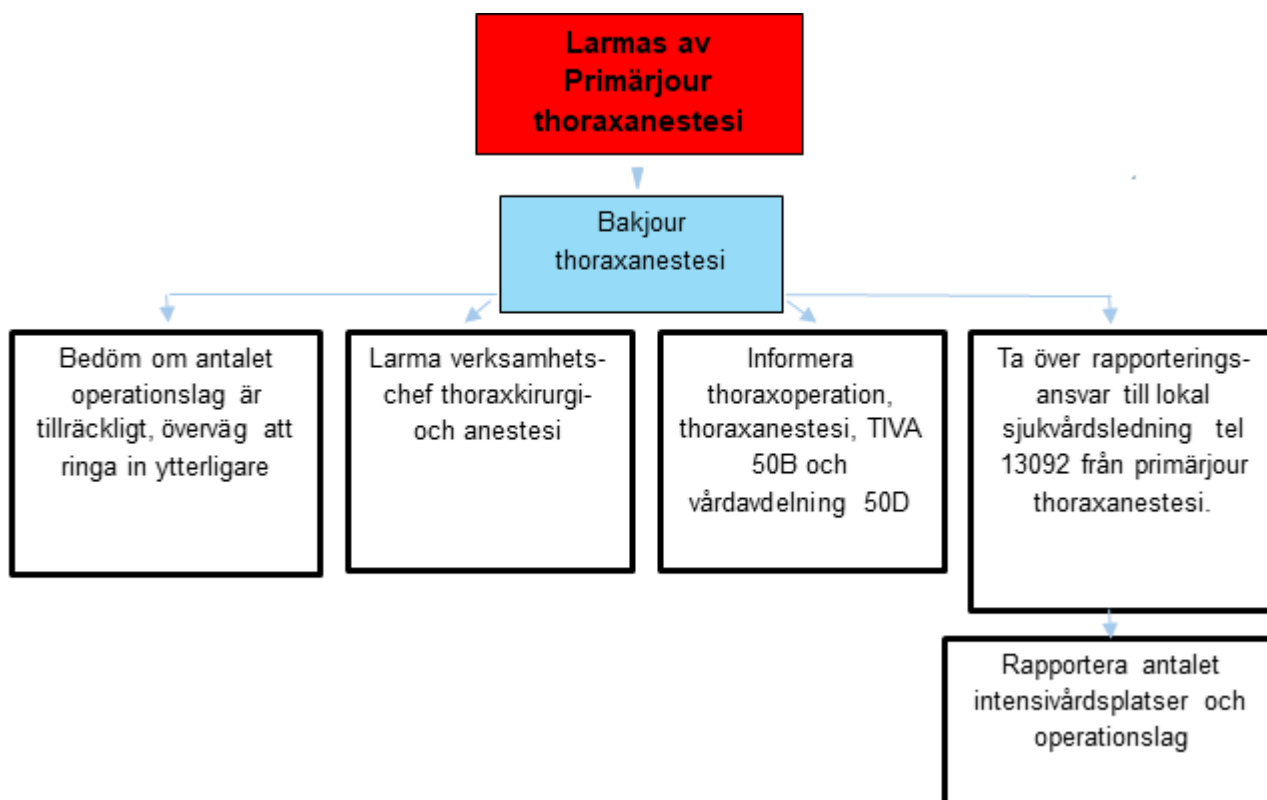 Larmas av
Primärjour
thoraxanestesi
Bakjour
thoraxanestesi
Bedöm om antalet
operationslag är
tillräckligt, överväg att
ringa in ytterligare
Larma verksamhets-
chef thoraxkirurgi-
och anestesi
Informera
thoraxoperation,
thoraxanestesi, TIVA
50B och
vårdavdelning 50D
Ta över rapporterings-
ansvar till lokal
sjukvårdsledning tel
13092 från primärjour
thoraxanestesi.
Rapportera antalet
intensivårdsplatser och
operationslag